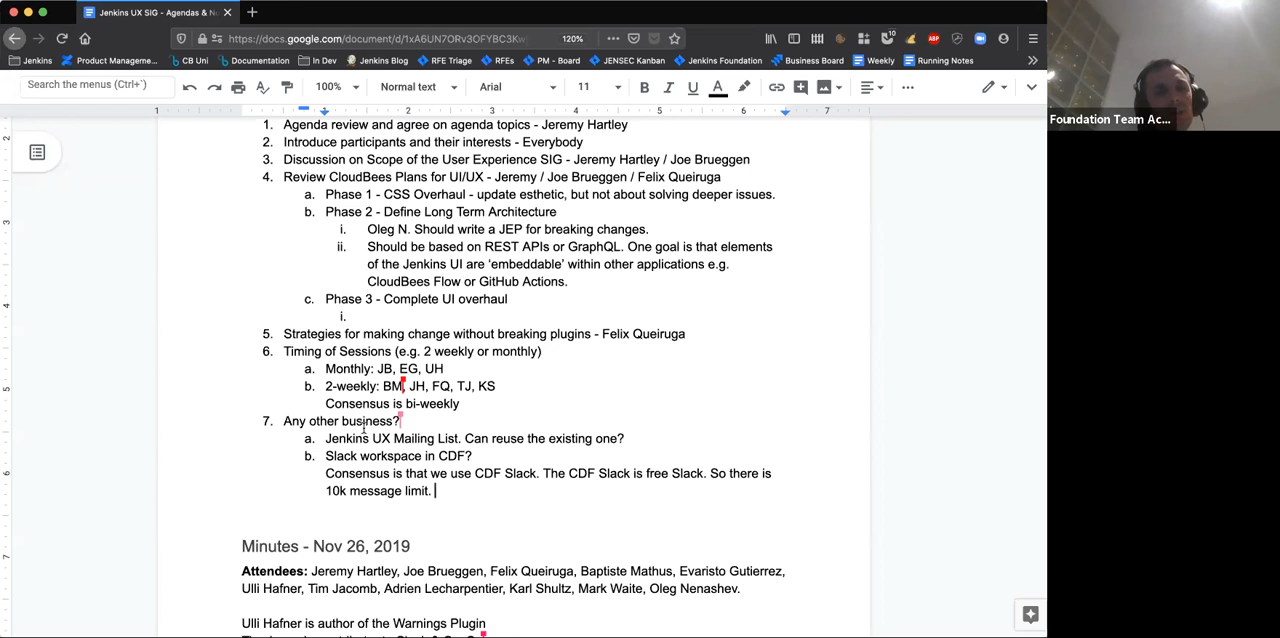 Jenkins UX SIG - Agendas & N
https://docs.google.com/document/d/1xA6UN7ORv3OFYBC3Kw
120%
Jenkins
Product Manageme...
CB Uni
Documentation
In Dev
Jenkins Blog
RFE Triage
RFEs
PM - Board
JENSEC Kanban
Jenkins Foundation
Business Board
Weekly
Running Notes
Search the menus (Ctrl+`)
100%
Normal text
Arial
11
1 1 2 4 5 6 7
1. Agenda review and agree on agenda topics - Jeremy Hartley
2. Introduce participants and their interests - Everybody
3. Discussion on Scope of the User Experience SIG - Jeremy Hartley / Joe Brueggen
4. Review CloudBees Plans for UI/UX - Jeremy / Joe Brueggen / Felix Queiruga
a. Phase 1 - CSS Overhaul - update esthetic, but not about solving deeper issues.
b. Phase 2 - Define Long Term Architecture
i. Oleg N. Should write a JEP for breaking changes.
ii. Should be based on REST APIs or GraphQL. One goal is that elements
of the Jenkins UI are ‘embeddable’ within other applications e.g.
CloudBees Flow or GitHub Actions.
c. Phase 3 - Complete UI overhaul
i.
5. Strategies for making change without breaking plugins - Felix Queiruga
6. Timing of Sessions (e.g. 2 weekly or monthly)
a. Monthly: JB, EG, UH
b. 2-weekly: BM, JH, FQ, TJ, KS
Consensus is bi-weekly
7. Any other business?
a. Jenkins UX Mailing List. Can reuse the existing one?
b. Slack workspace in CDF?
Consensus is that we use CDF Slack. The CDF Slack is free Slack. So there is
10k message limit.
Minutes - Nov 26, 2019
Attendees: Jeremy Hartley, Joe Brueggen, Felix Queiruga, Baptiste Mathus, Evaristo Gutierrez,
Ulli Hafner, Tim Jacomb, Adrien Lecharpentier, Karl Shultz, Mark Waite, Oleg Nenashev.
Ulli Hafner is author of the Warnings Plugin
Foundation Team Ac...